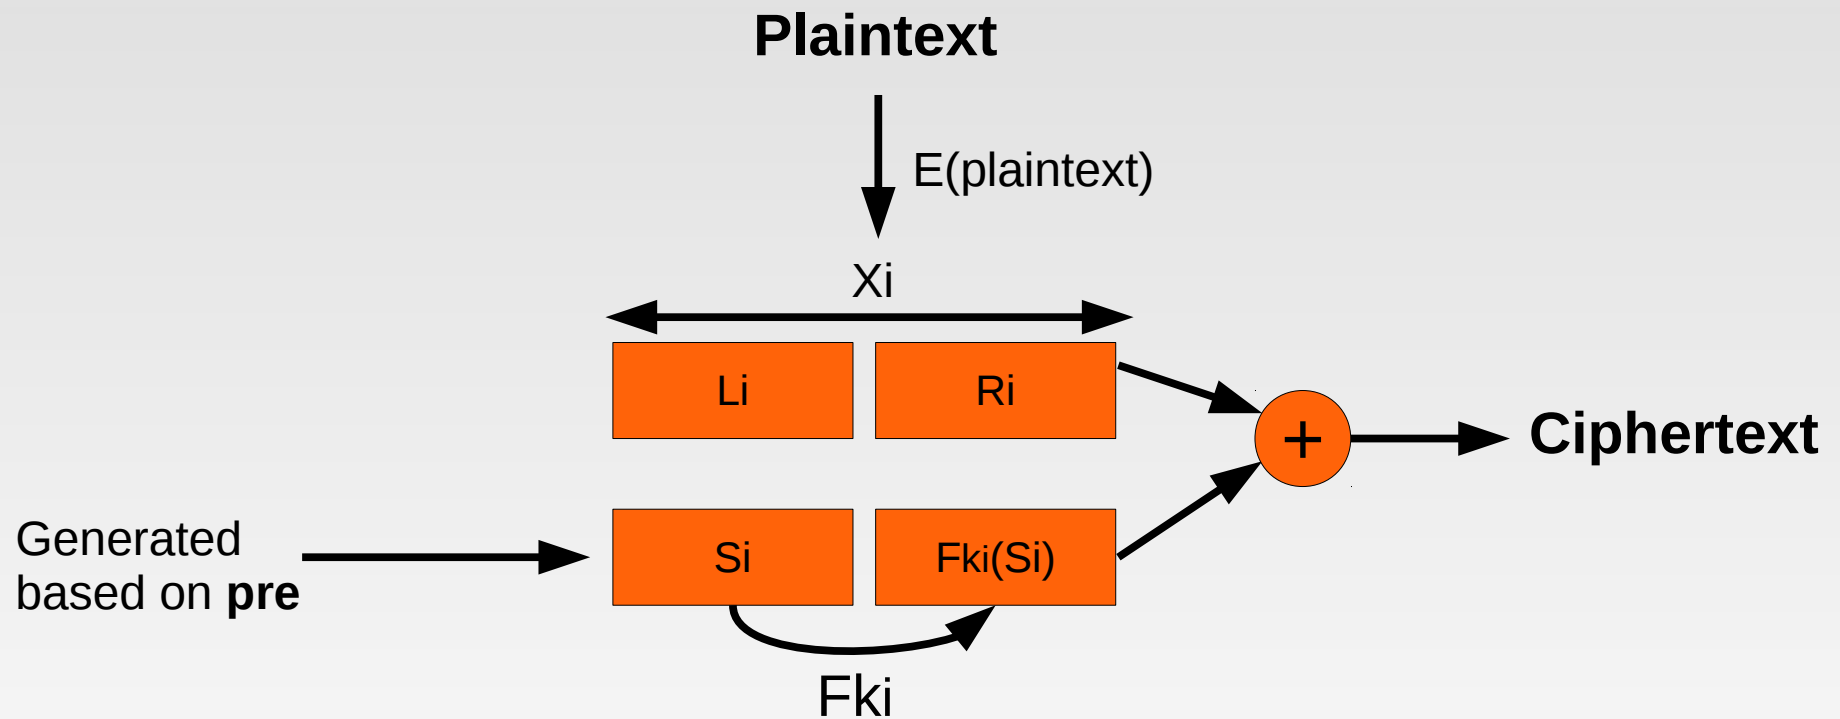 Plaintext
E(plaintext)
Xi
Li
Ri
+
Ciphertext
Generated
based on pre
Si
Fki(Si)
Fki